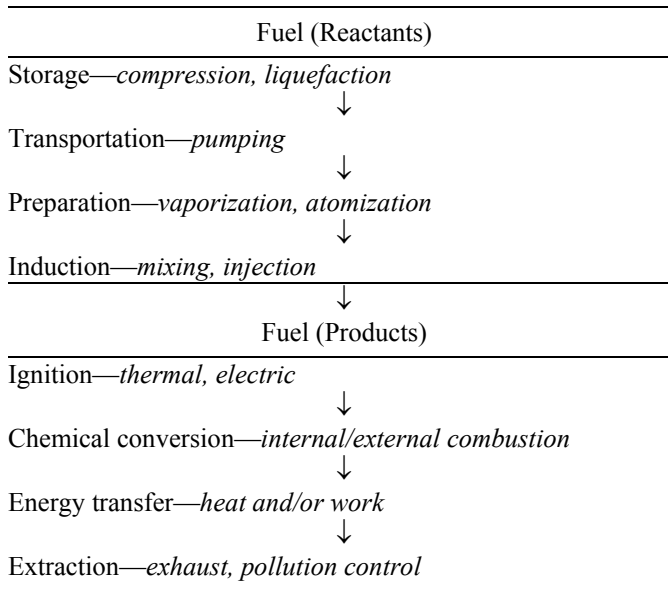 Fuel (Reactants)
Storage—compression, liquefaction
↓
Transportation—pumping
↓
Preparation—vaporization, atomization
↓
Induction—mixing, injection
↓
Fuel (Products)
Ignition—thermal, electric
↓
Chemical conversion—internal/external combustion
↓
Energy transfer—heat and/or work
↓
Extraction—exhaust, pollution control